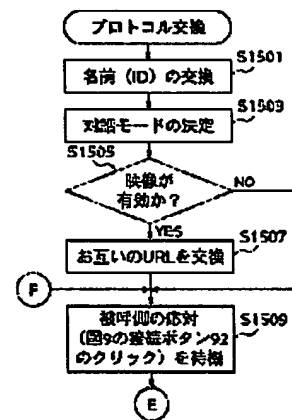 プロトコル交換
S1501
名前（ID）の交換
S1503
対話モードの決定
S1505
映像が
有効か？
NO
YES
S1507
お互いのURLを交換
F
S1509
被呼側の応対
（図9の接続ボタン92
のクリック）を待機
E